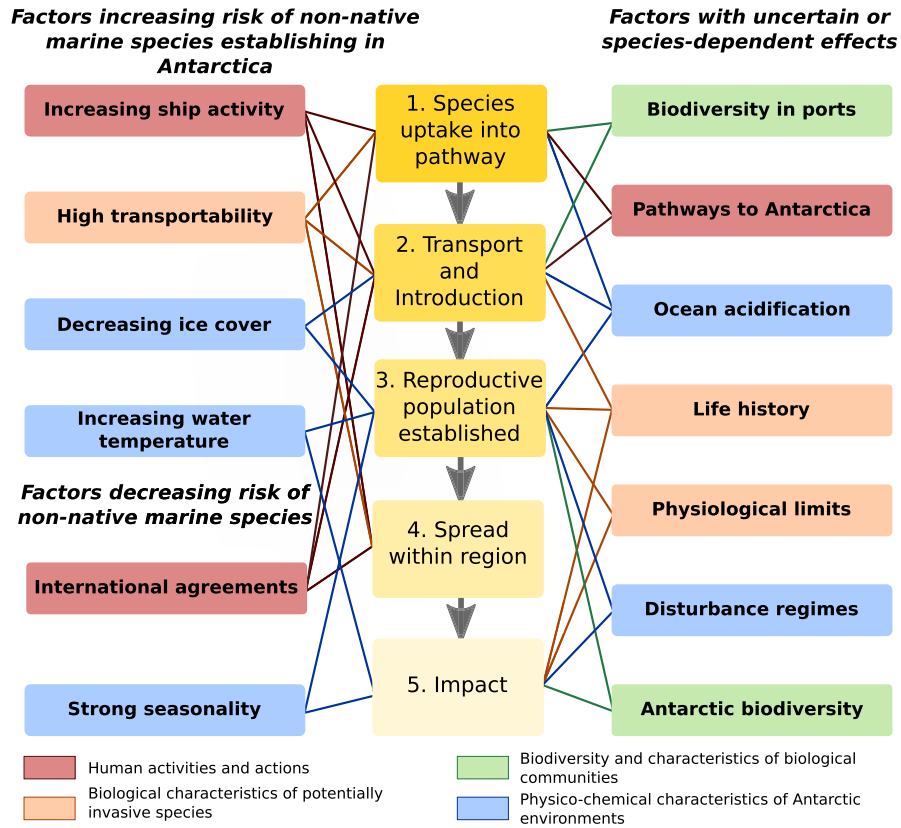 Factors increasing risk of non-native
marine species establishing in
Antarctica
Increasing ship activity
High transportability
Decreasing ice cover
Increasing water
temperature
Factors decreasing risk of
non-native marine species
International agreements
Strong seasonality
1. Species
uptake into
pathway
2. Transport
and
Introduction
3. Reproductive
population
established
4. Spread
within region
5. Impact
Factors with uncertain or
species-dependent effects
Biodiversity in ports
Pathways to Antarctica
Ocean acidification
Life history
Physiological limits
Disturbance regimes
Antarctic biodiversity
Human activities and actions
Biological characteristics of potentially
invasive species
Biodiversity and characteristics of biological
communities
Physico-chemical characteristics of Antarctic
environments